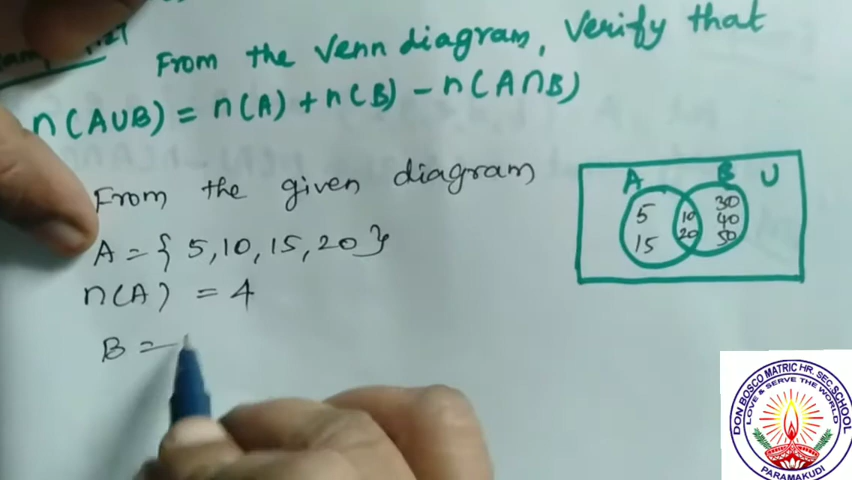 From the Venn diagram, Verify that
n(AUB) = n(A) + n(B) - n(A∩B)
From the given diagram
A = { 5, 10, 15, 20 }
n(A) = 4
B =
A B U
5 10 30
40
15 20 50
DON BOSCO MATRIC HR. SEC. SCHOOL
LOVE & SERVE THE WORLD
PARAMAKUDI